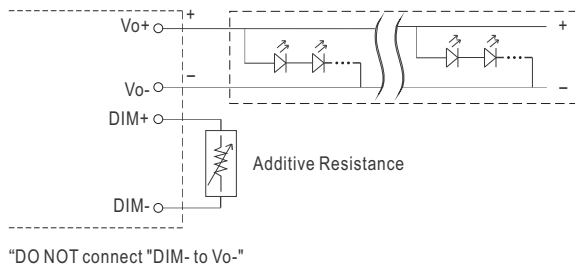 Vo+
+
+
−
Vo-
−
DIM+
Additive Resistance
DIM-
“DO NOT connect "DIM- to Vo-"